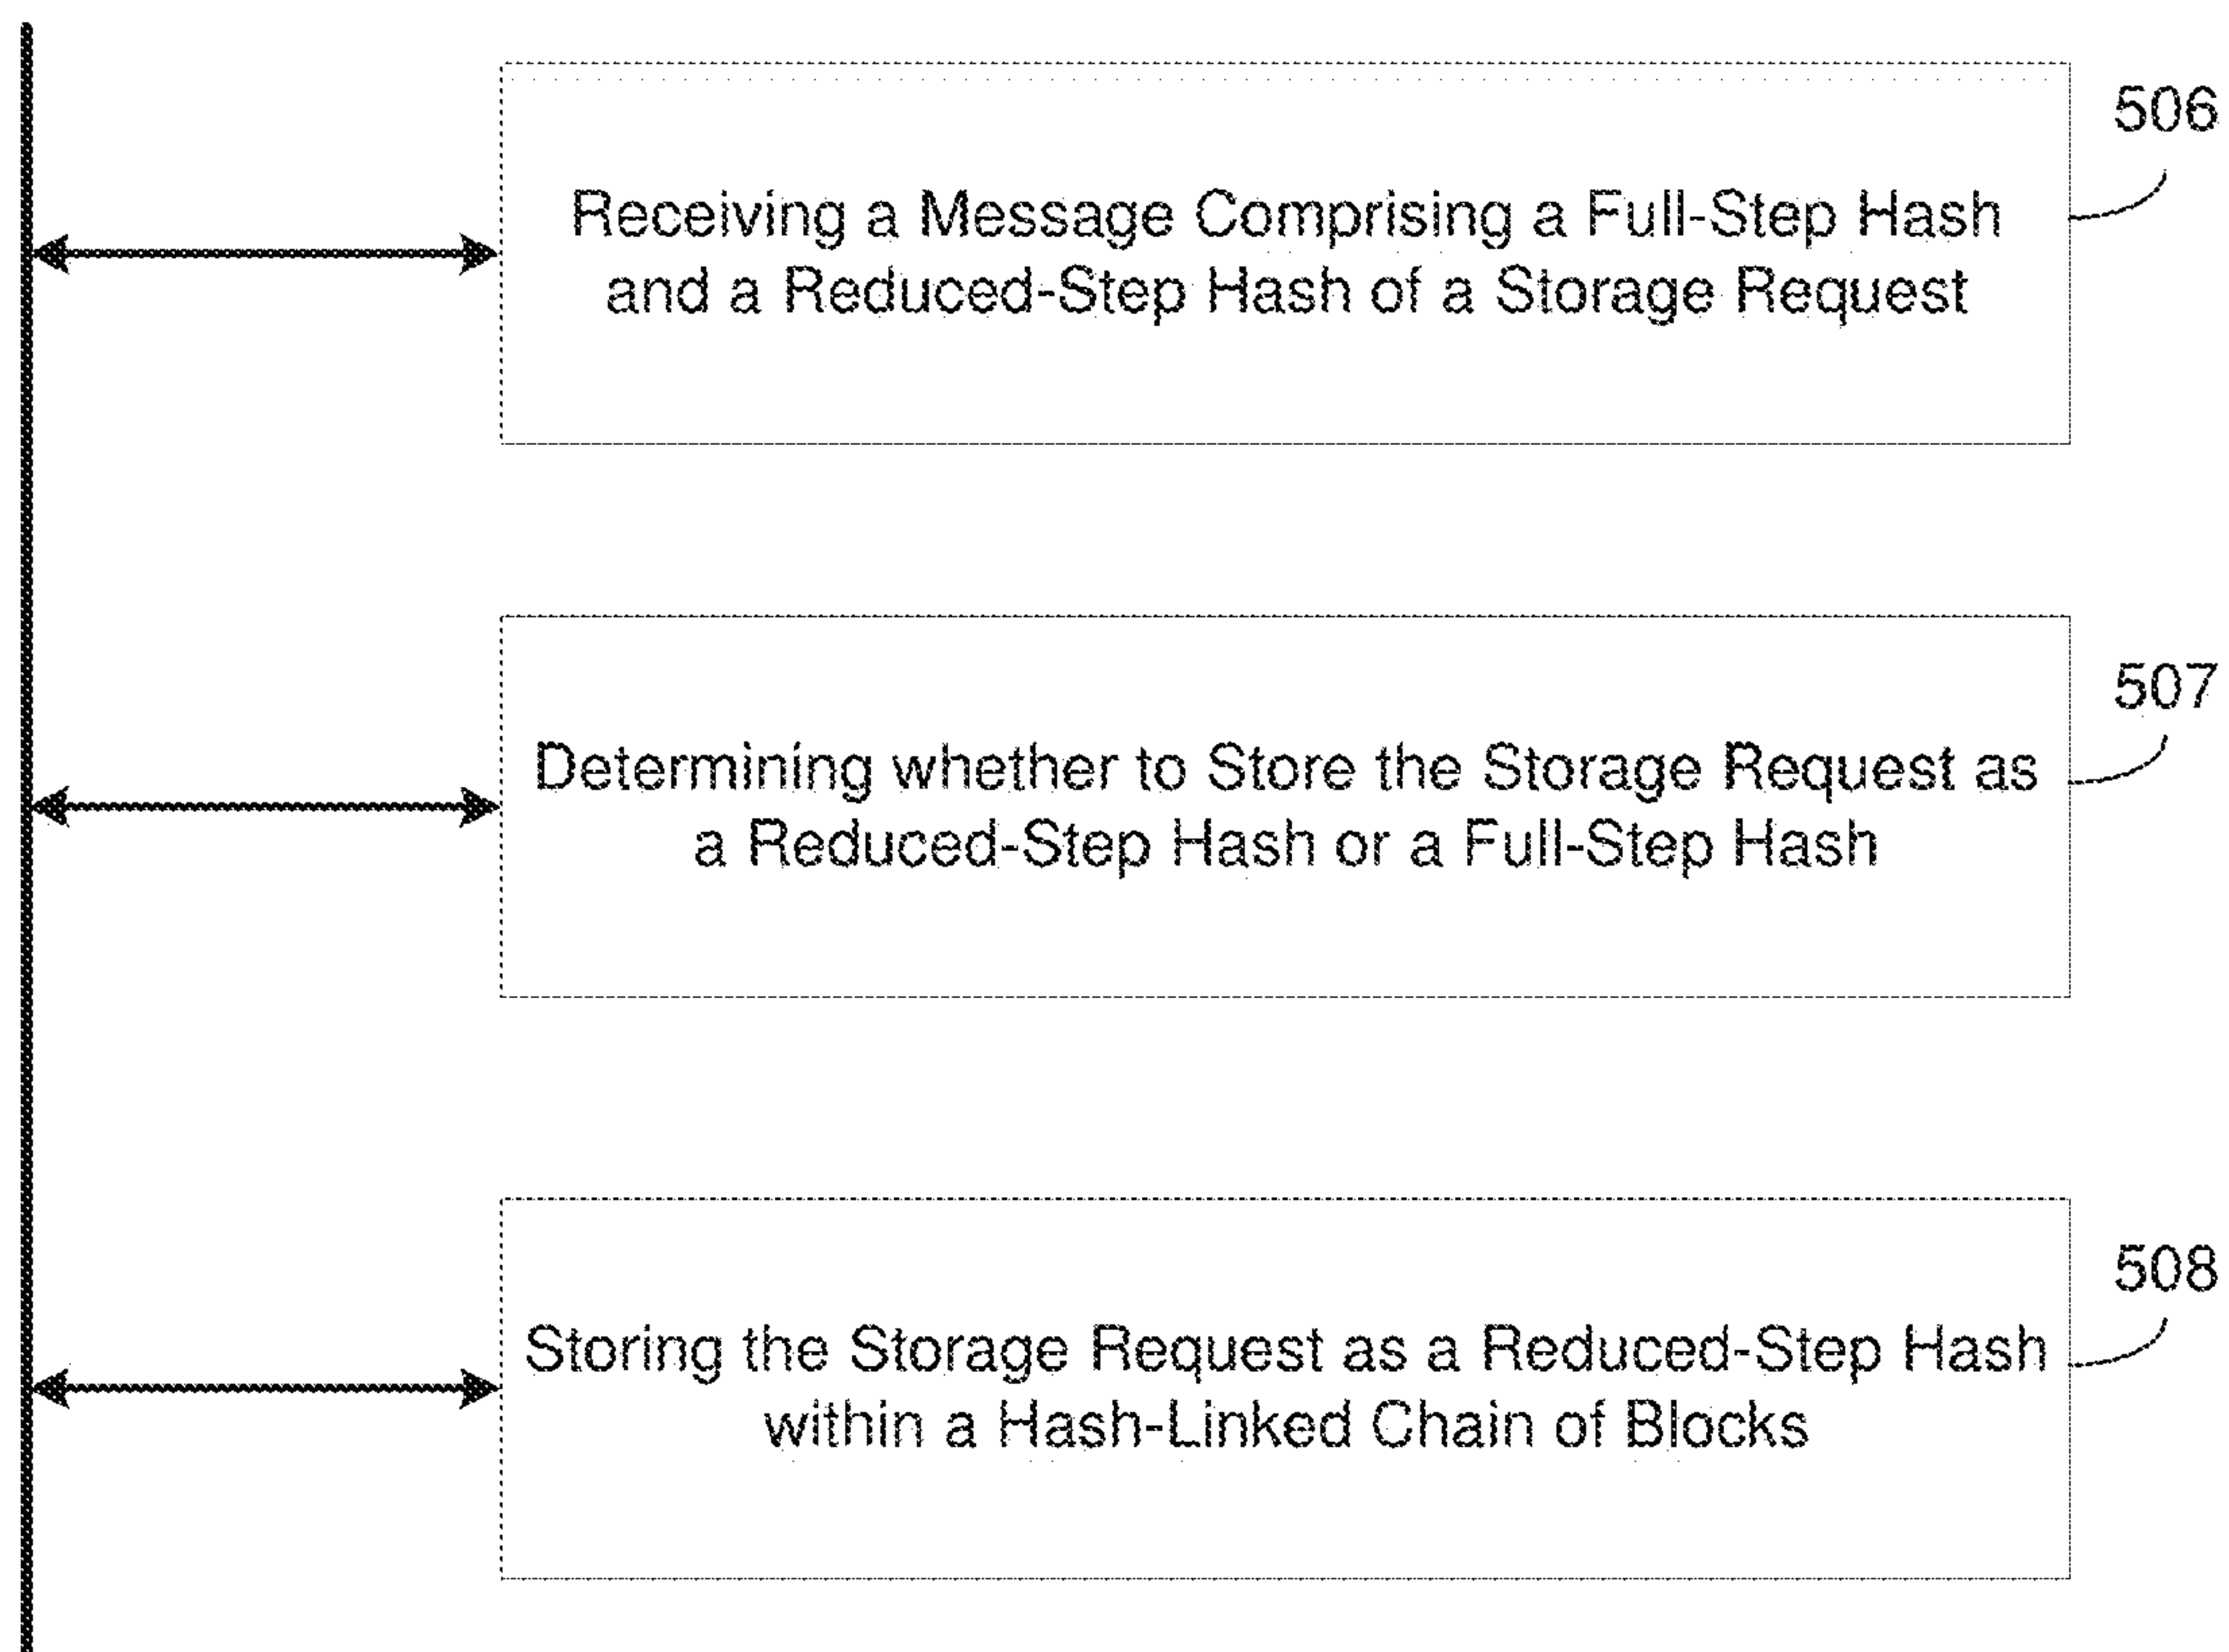 506
Receiving a Message Comprising a Full-Step Hash
and a Reduced-Step Hash of a Storage Request
507
Determining whether to Store the Storage Request as
a Reduced-Step Hash or a Full-Step Hash
508
Storing the Storage Request as a Reduced-Step Hash
within a Hash-Linked Chain of Blocks